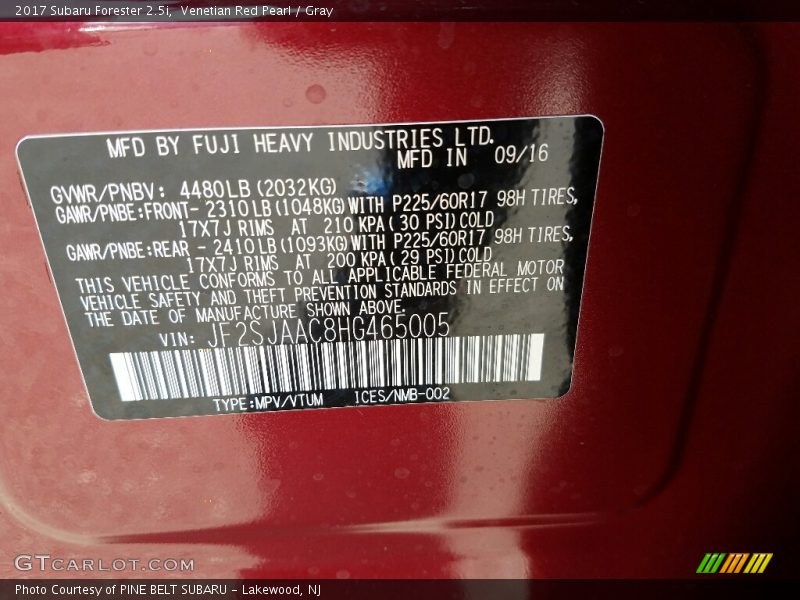 2017 Subaru Forester 2.5i,  Venetian Red Pearl / Gray
MFD BY FUJI HEAVY INDUSTRIES LTD.
MFD IN 09/16
GVWR/PNBV: 4480LB(2032KG)
GAWR/PNBE:FRONT- 2310LB(1048KG)WITH P225/60R17 98H TIRES,
17X7J RIMS AT 210 KPA( 30 PSI)COLD
GAWR/PNBE:REAR - 2410LB(1093KG)WITH P225/60R17 98H TIRES,
17X7J RIMS AT 200 KPA( 29 PSI)COLD
THIS VEHICLE CONFORMS TO ALL APPLICABLE FEDERAL MOTOR
VEHICLE SAFETY AND THEFT PREVENTION STANDARDS IN EFFECT ON
THE DATE OF MANUFACTURE SHOWN ABOVE.
VIN: JF2SJAAC8HG465005
TYPE:MPV/VTUM ICES/NMB-002
GTCARLOT.COM
Photo Courtesy of PINE BELT SUBARU - Lakewood, NJ